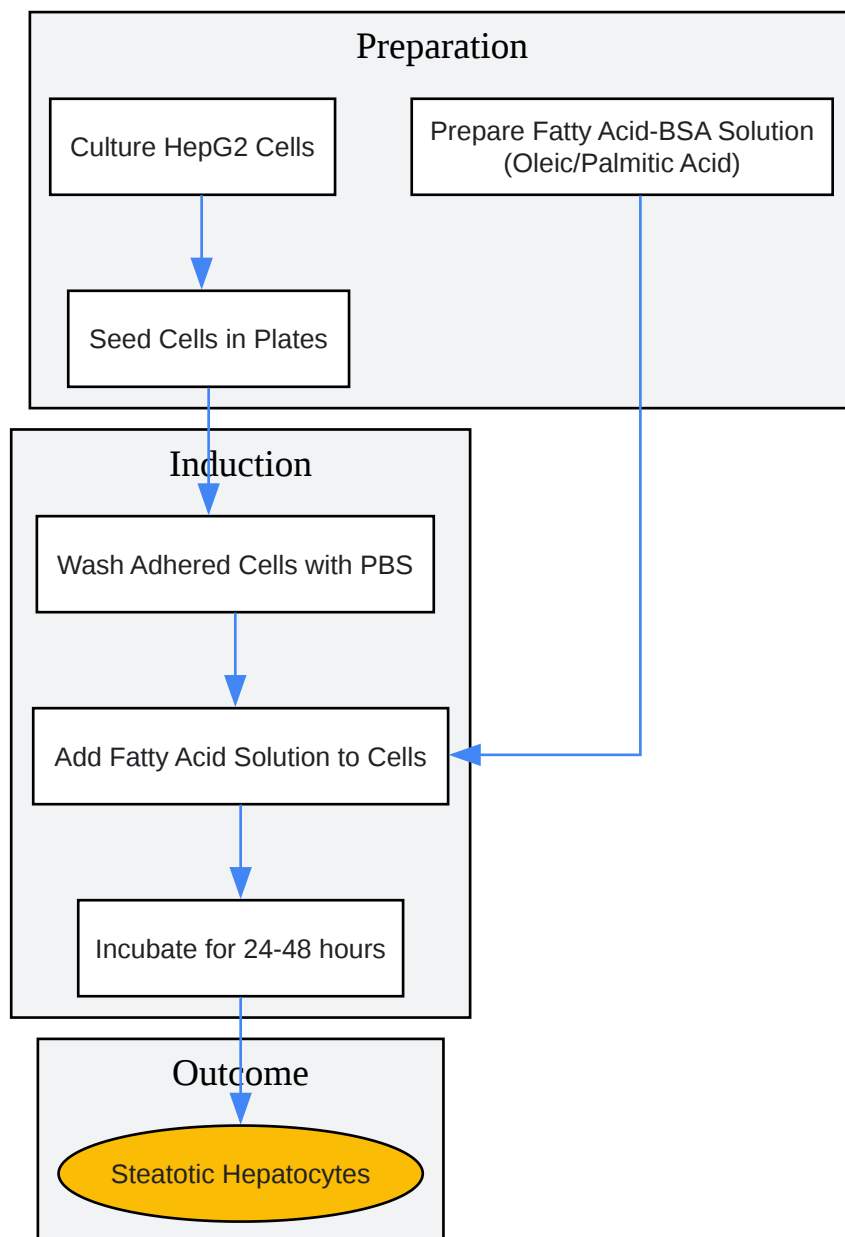 Preparation
Culture HepG2 Cells
Prepare Fatty Acid-BSA Solution
(Oleic/Palmitic Acid)
Seed Cells in Plates
Induction
Wash Adhered Cells with PBS
Add Fatty Acid Solution to Cells
Incubate for 24-48 hours
Outcome
Steatotic Hepatocytes